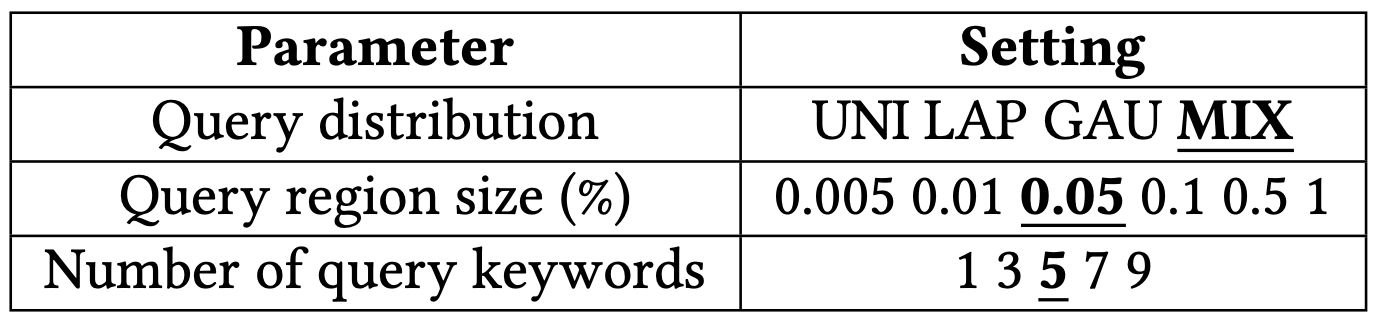 Parameter Setting
Query distribution UNI LAP GAU MIX
Query region size (%) 0.005 0.01 0.05 0.1 0.5 1
Number of query keywords 1 3 5 7 9